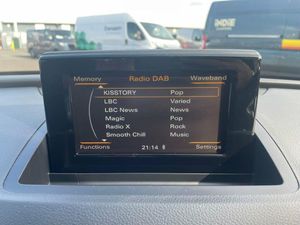 INDIE
Memory Radio DAB Waveband
KISSTORY Pop
LBC Varied
LBC News News
Magic Pop
Radio X Rock
Smooth Chill Music
Functions 21:14 Settings